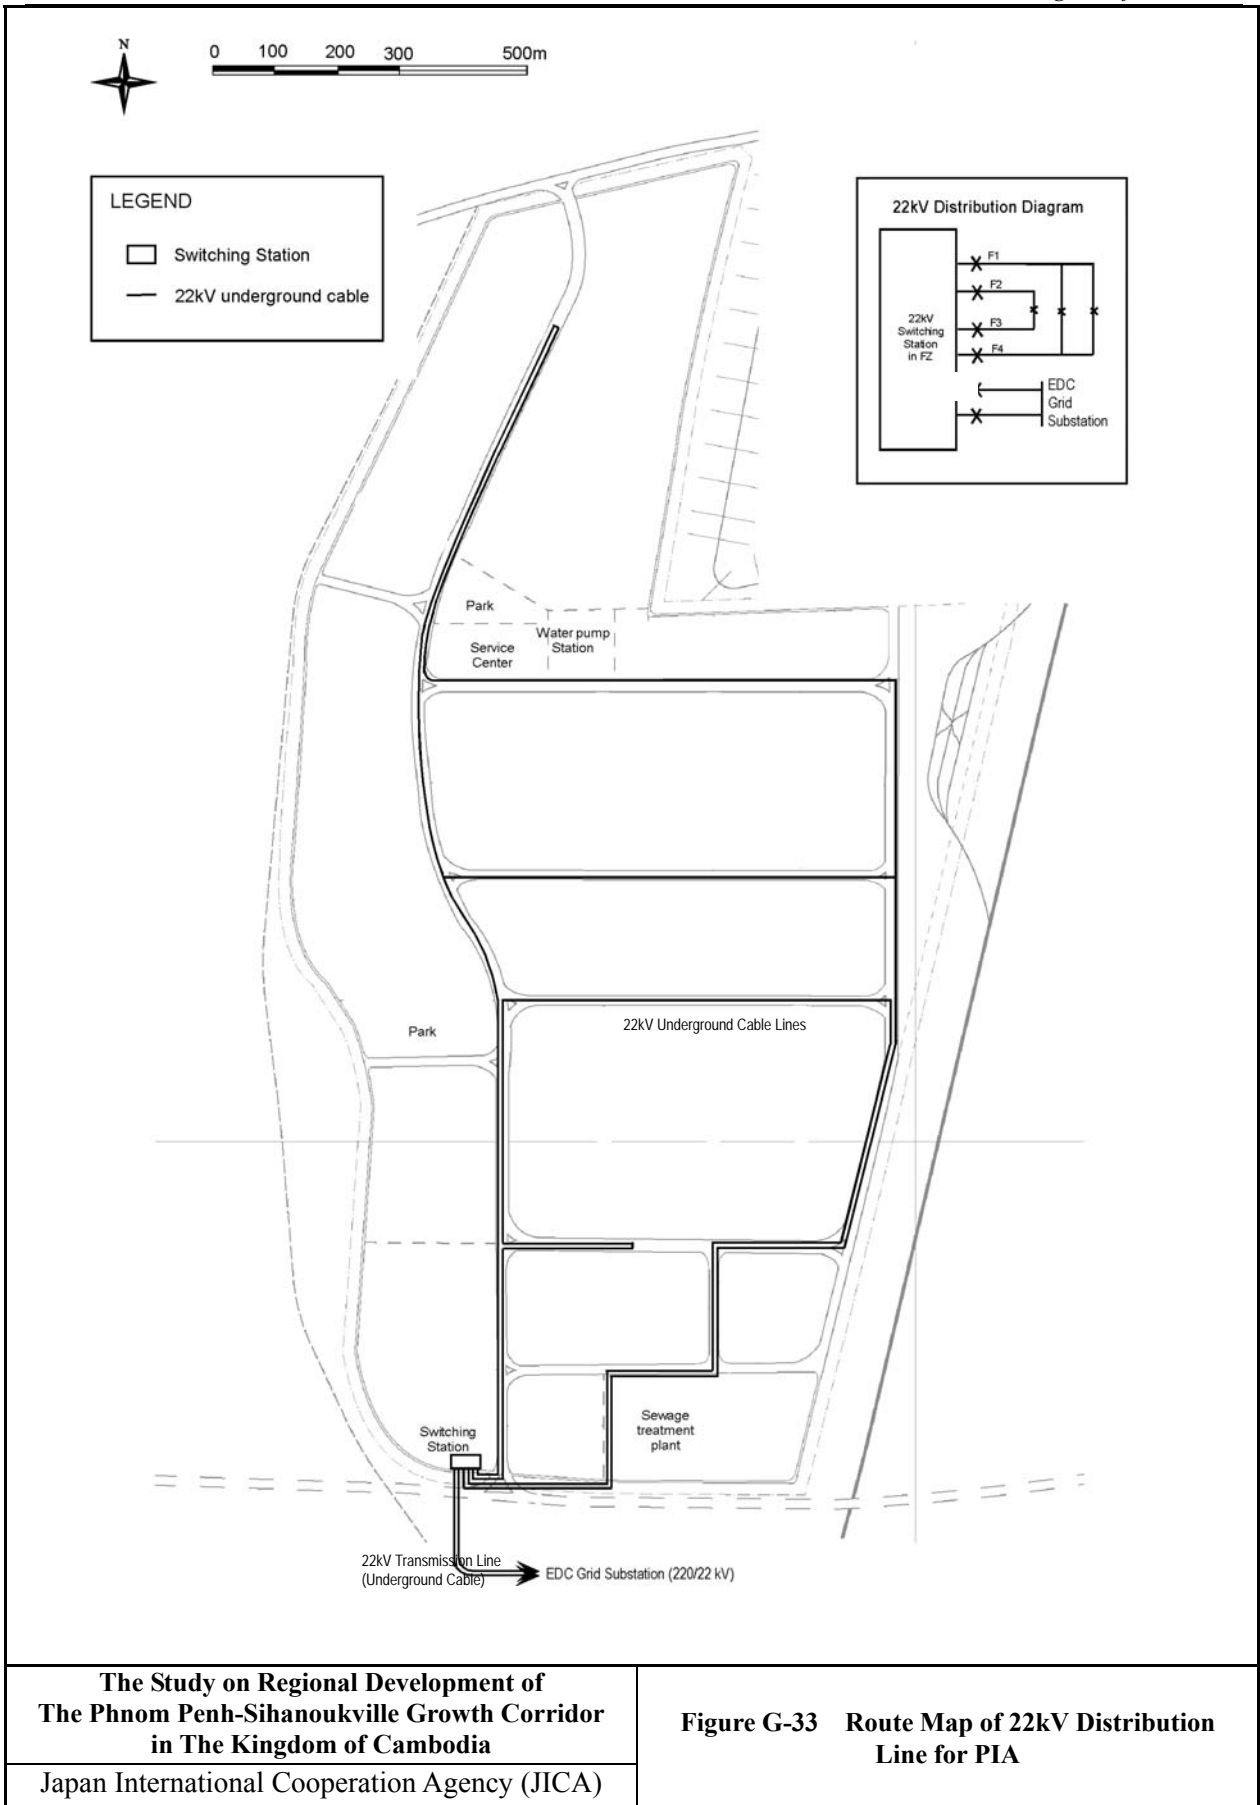 N
0 100 200 300 500m
LEGEND
Switching Station
22kV underground cable
22kV Distribution Diagram
F1
F2
F3
F4
22kV
Switching
Station
in FZ
EDC
Grid
Substation
Park
Service
Center
Water pump
Station
22kV Underground Cable Lines
Park
Sewage
treatment
plant
Switching
Station
22kV Transmission Line
(Underground Cable)
EDC Grid Substation (220/22 kV)
The Study on Regional Development of
The Phnom Penh-Sihanoukville Growth Corridor
in The Kingdom of Cambodia
Japan International Cooperation Agency (JICA)
Figure G-33 Route Map of 22kV Distribution
Line for PIA